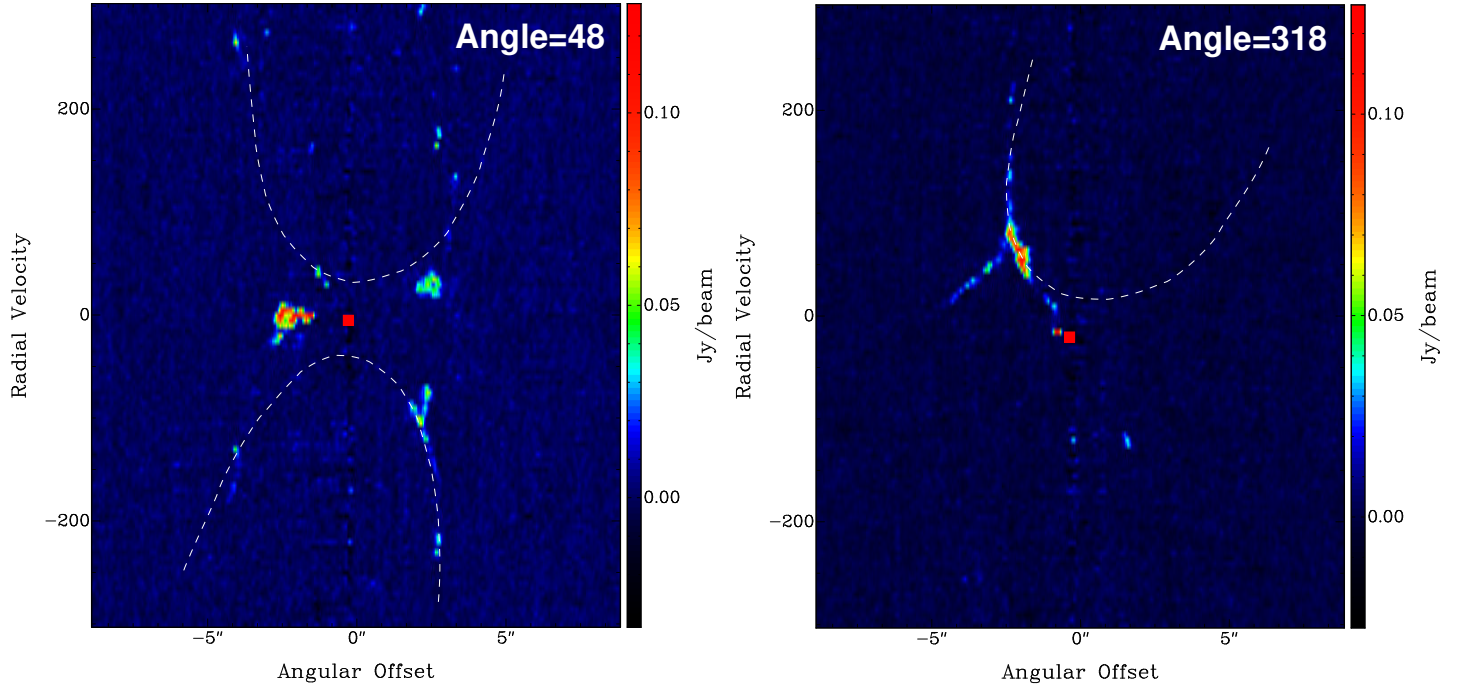 Angle=48
200
0
−200
Radial Velocity
−5″
0″
5″
Angular Offset
0.10
0.05
0.00
Jy/beam
Angle=318
200
0
−200
Radial Velocity
−5″
0″
5″
Angular Offset
0.10
0.05
0.00
Jy/beam